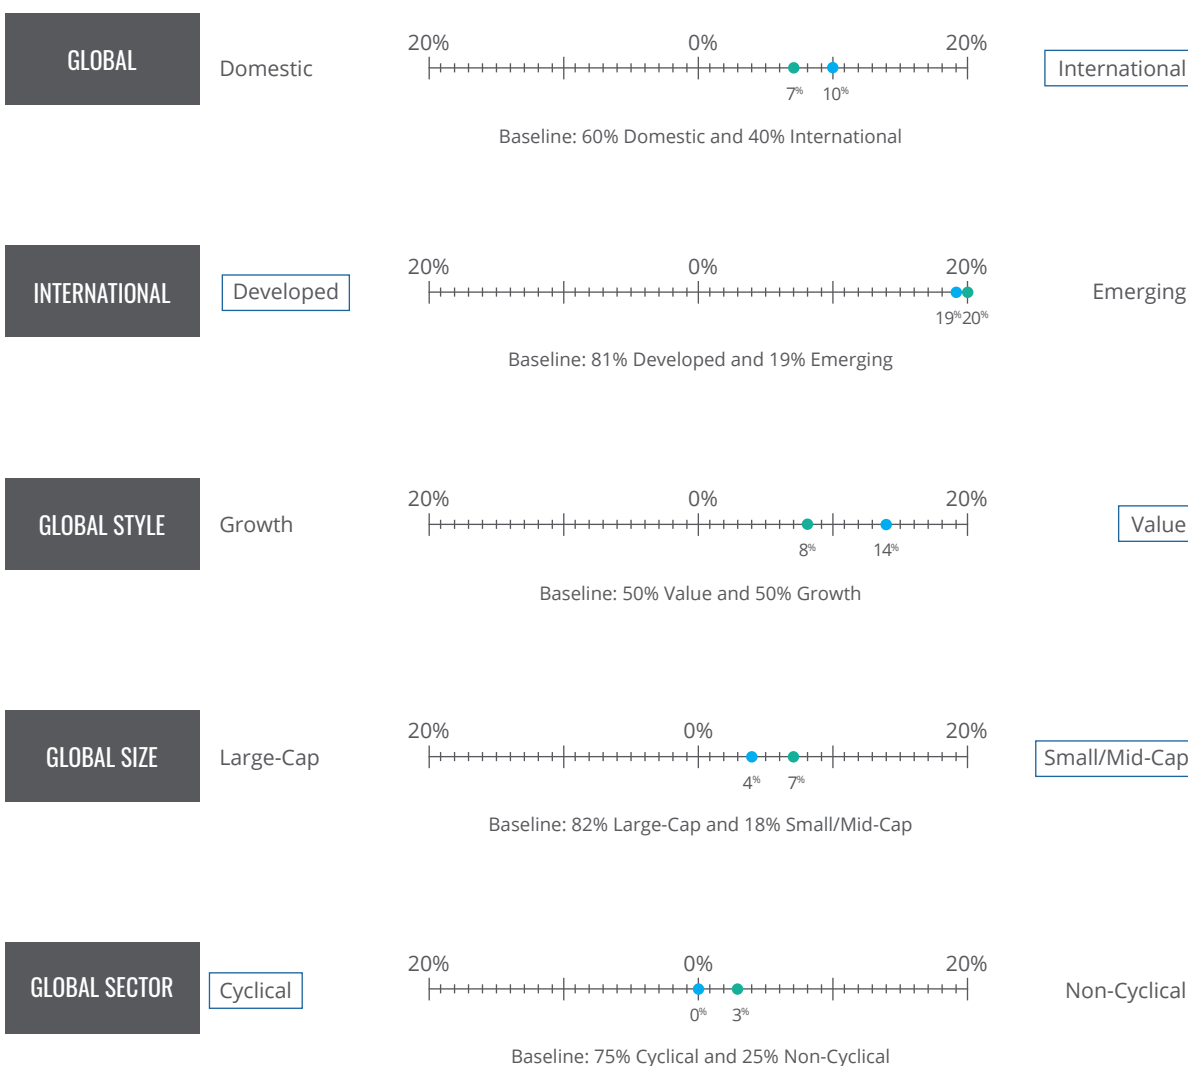 GLOBAL
Domestic
20% 0% 20%
International
7% 10%
Baseline: 60% Domestic and 40% International
INTERNATIONAL
Developed
20% 0% 20%
Emerging
19% 20%
Baseline: 81% Developed and 19% Emerging
GLOBAL STYLE
Growth
20% 0% 20%
Value
8% 14%
Baseline: 50% Value and 50% Growth
GLOBAL SIZE
Large-Cap
20% 0% 20%
Small/Mid-Cap
4% 7%
Baseline: 82% Large-Cap and 18% Small/Mid-Cap
GLOBAL SECTOR
Cyclical
20% 0% 20%
Non-Cyclical
0% 3%
Baseline: 75% Cyclical and 25% Non-Cyclical